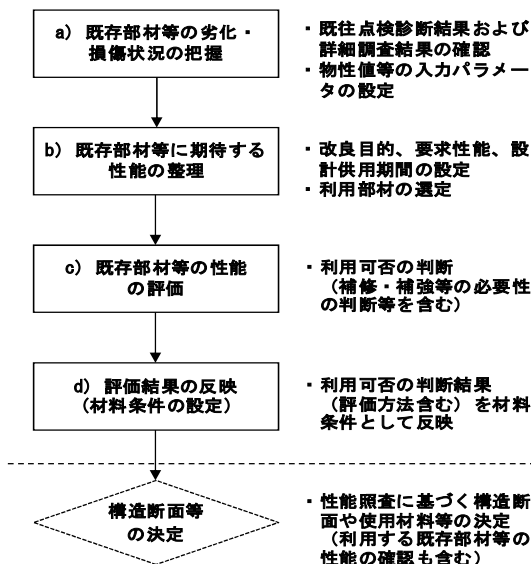 a) 既存部材等の劣化・
損傷状況の把握
・既往点検診断結果および
詳細調査結果の確認
・物性値等の入力パラメー
タの設定
b) 既存部材等に期待する
性能の整理
・改良目的、要求性能、設
計供用期間の設定
・利用部材の選定
c) 既存部材等の性能
の評価
・利用可否の判断
（補修・補強等の必要性
の判断等を含む）
d) 評価結果の反映
（材料条件の設定）
・利用可否の判断結果
（評価方法含む）を材料
条件として反映
構造断面等
の決定
・性能照査に基づく構造断
面や使用材料等の決定
（利用する既存部材等の
性能の確認も含む）